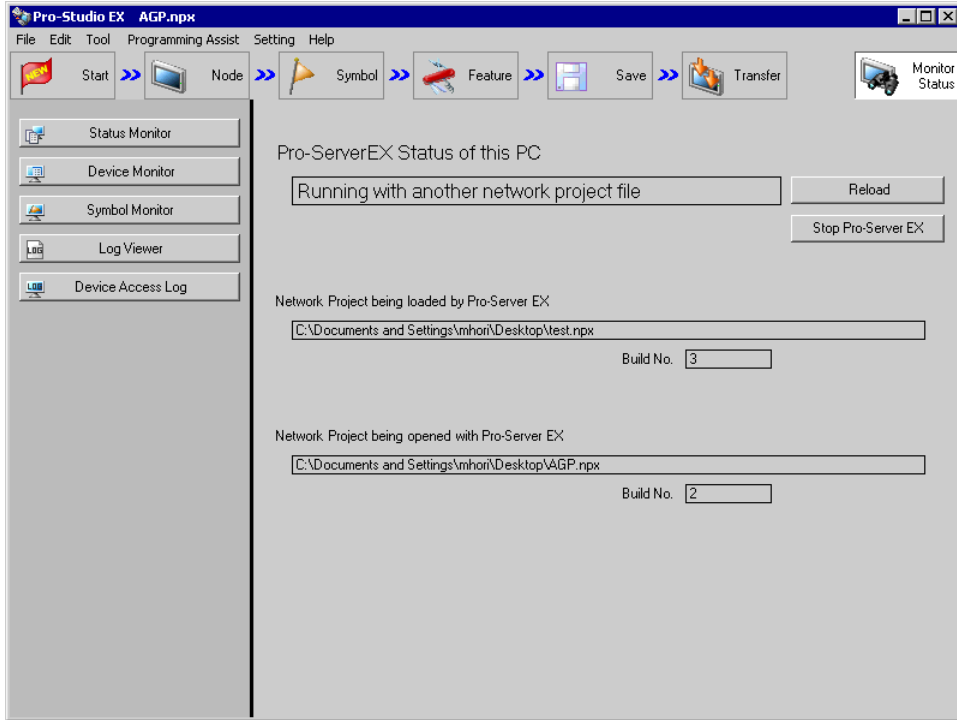 Pro-Studio EX AGP.npx
File Edit Tool Programming Assist Setting Help
NEW Start Node Symbol Feature Save Transfer Monitor Status
Status Monitor
Device Monitor
Symbol Monitor
LOG Log Viewer
LOG Device Access Log
Pro-ServerEX Status of this PC
Running with another network project file
Reload
Stop Pro-Server EX
Network Project being loaded by Pro-Server EX
C:\Documents and Settings\mhori\Desktop\test.npx
Build No. 3
Network Project being opened with Pro-Server EX
C:\Documents and Settings\mhori\Desktop\AGP.npx
Build No. 2